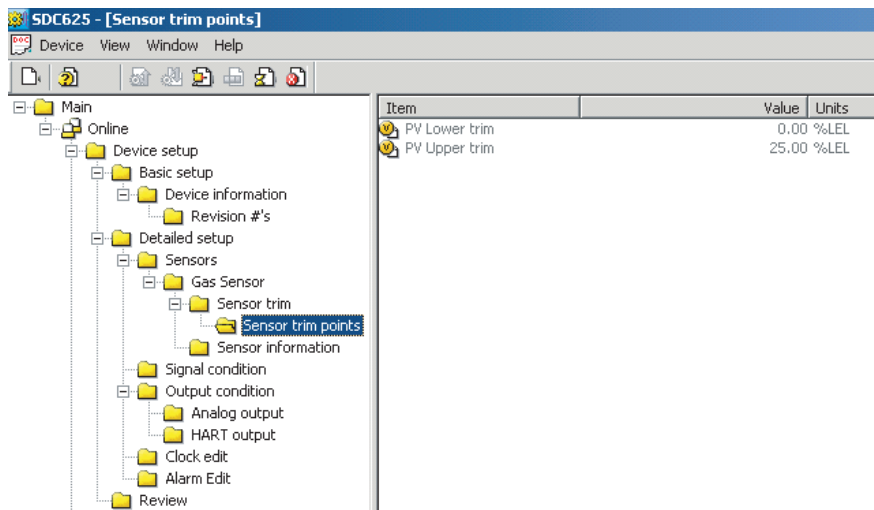 SDC625 - [Sensor trim points]
Device View Window Help
Main
Online
Device setup
Basic setup
Device information
Revision #'s
Detailed setup
Sensors
Gas Sensor
Sensor trim
Sensor trim points
Sensor information
Signal condition
Output condition
Analog output
HART output
Clock edit
Alarm Edit
Review
Item Value Units
PV Lower trim 0.00 %LEL
PV Upper trim 25.00 %LEL